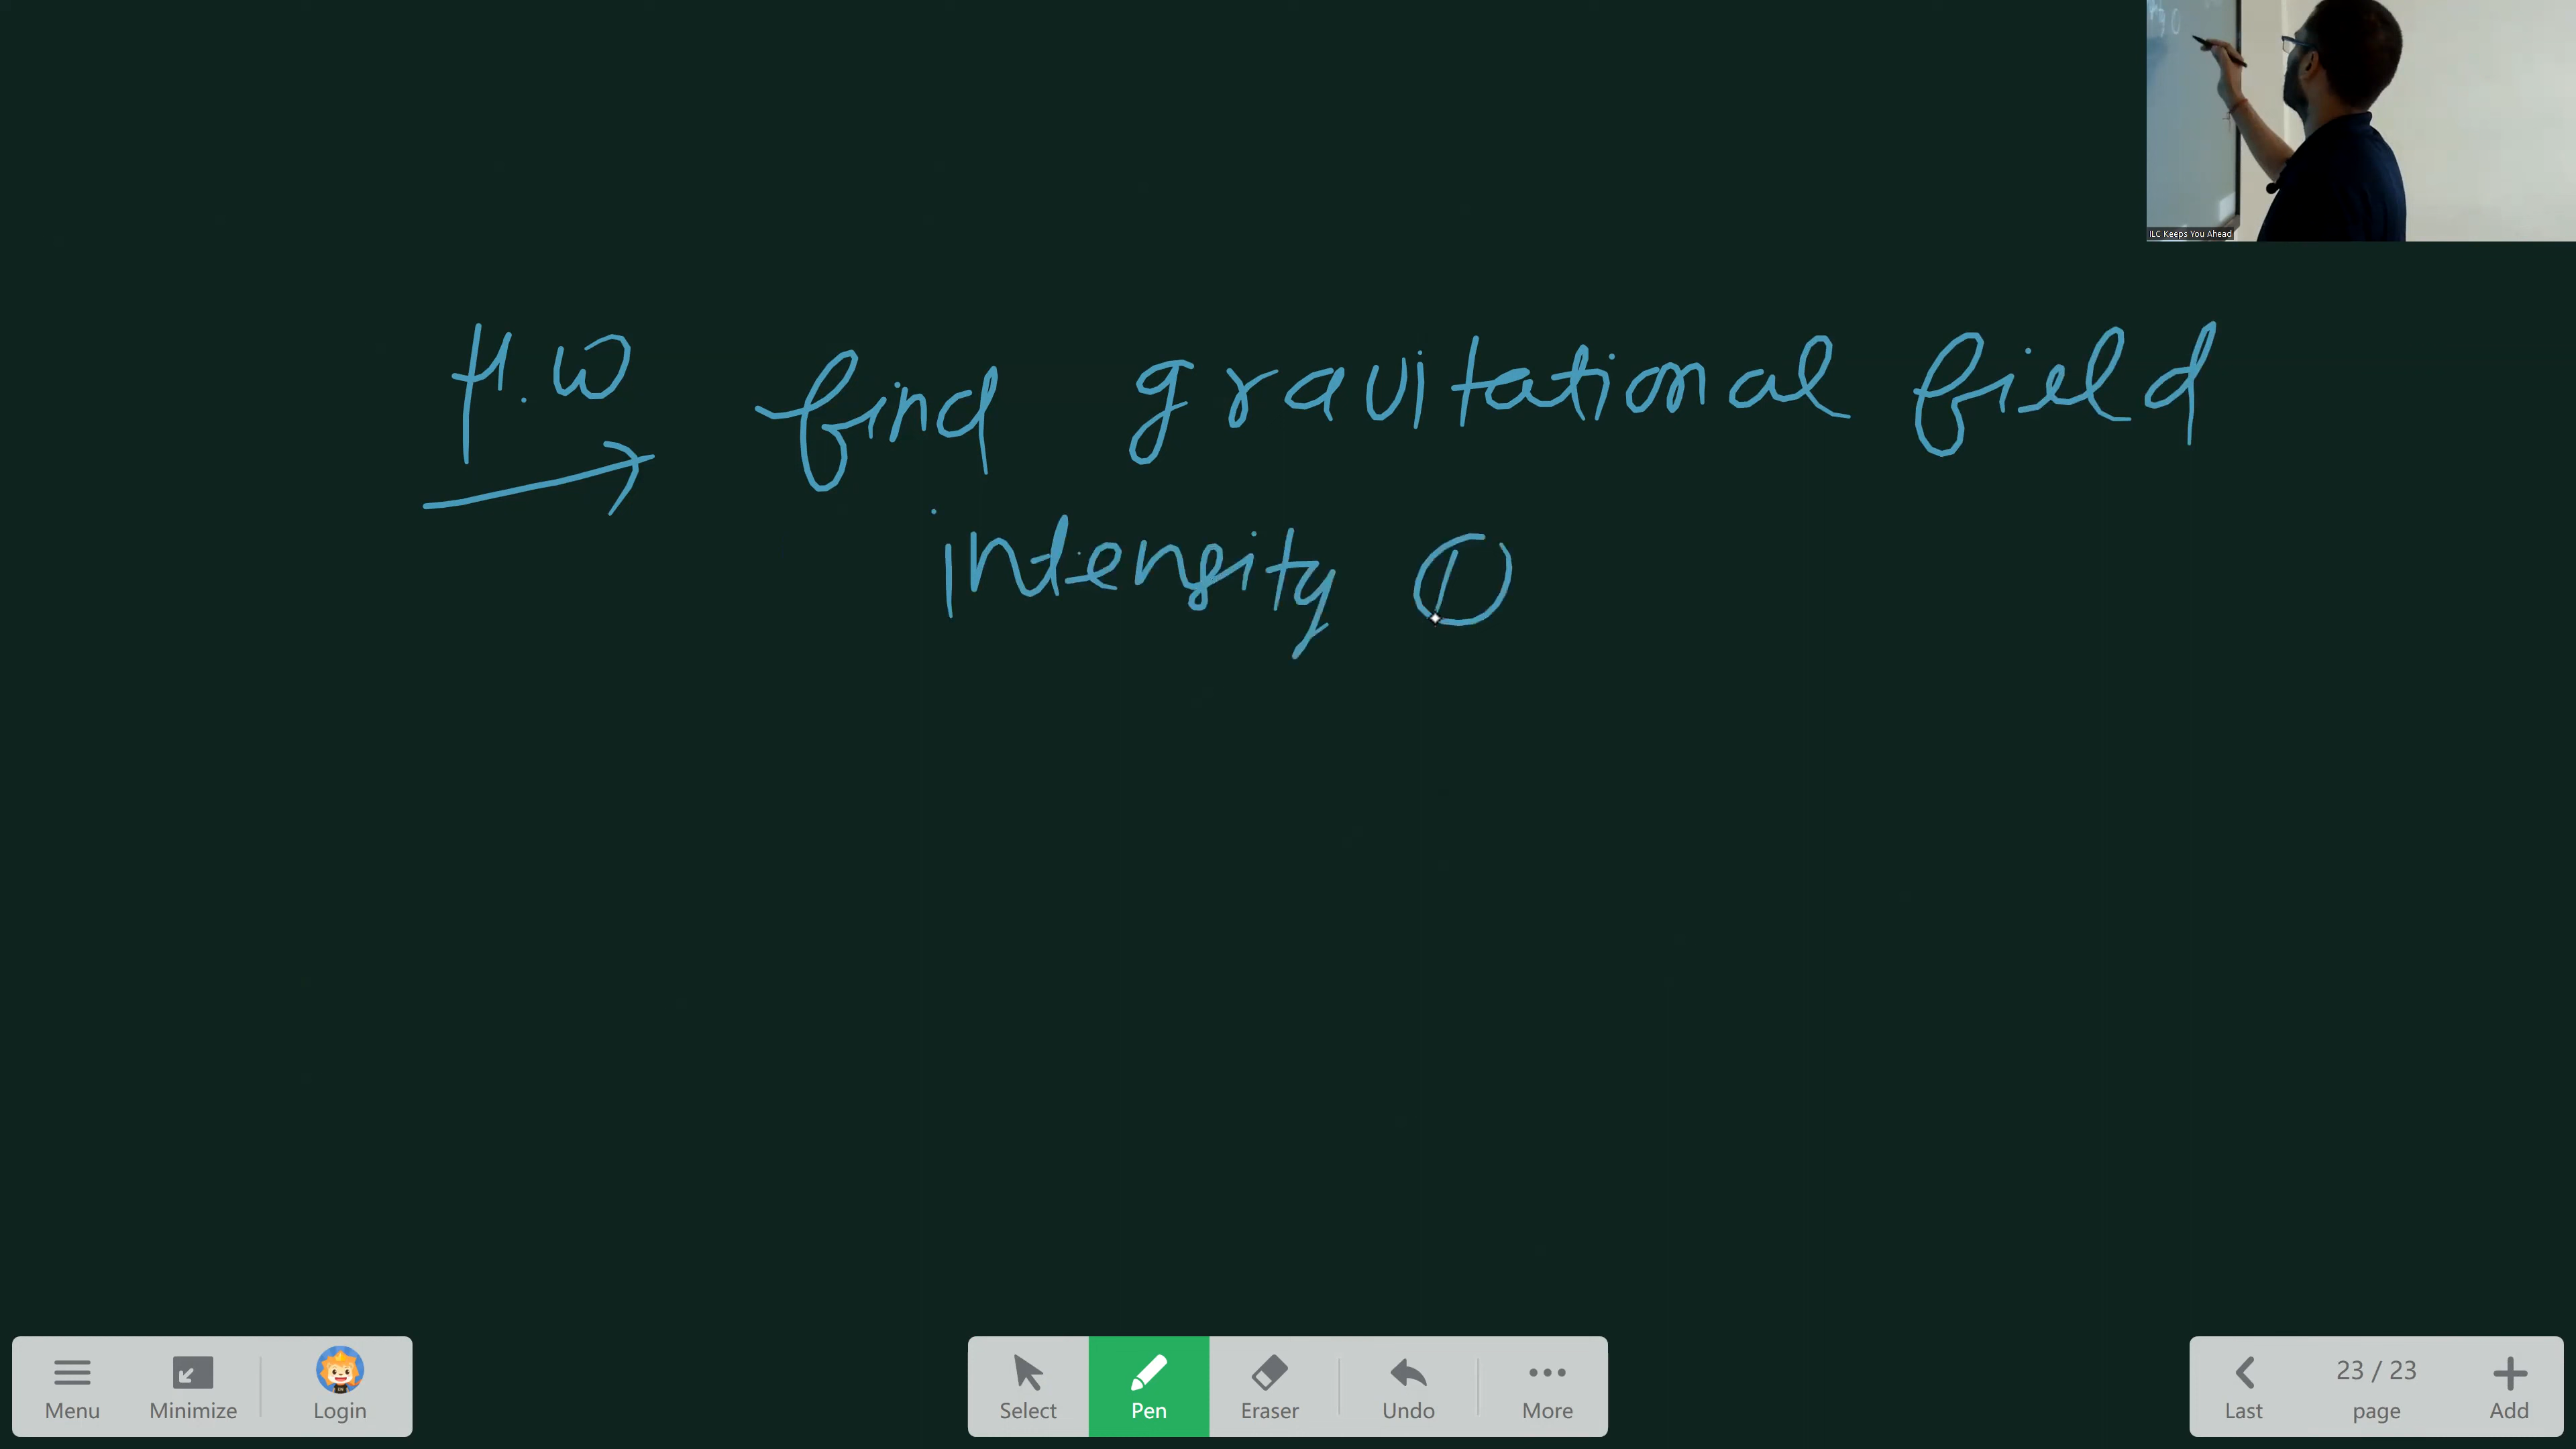 ILC Keeps You Ahead
H.W find gravitational field
intensity ①
Menu Minimize Login
Select Pen Eraser Undo More
Last 23 / 23 page Add